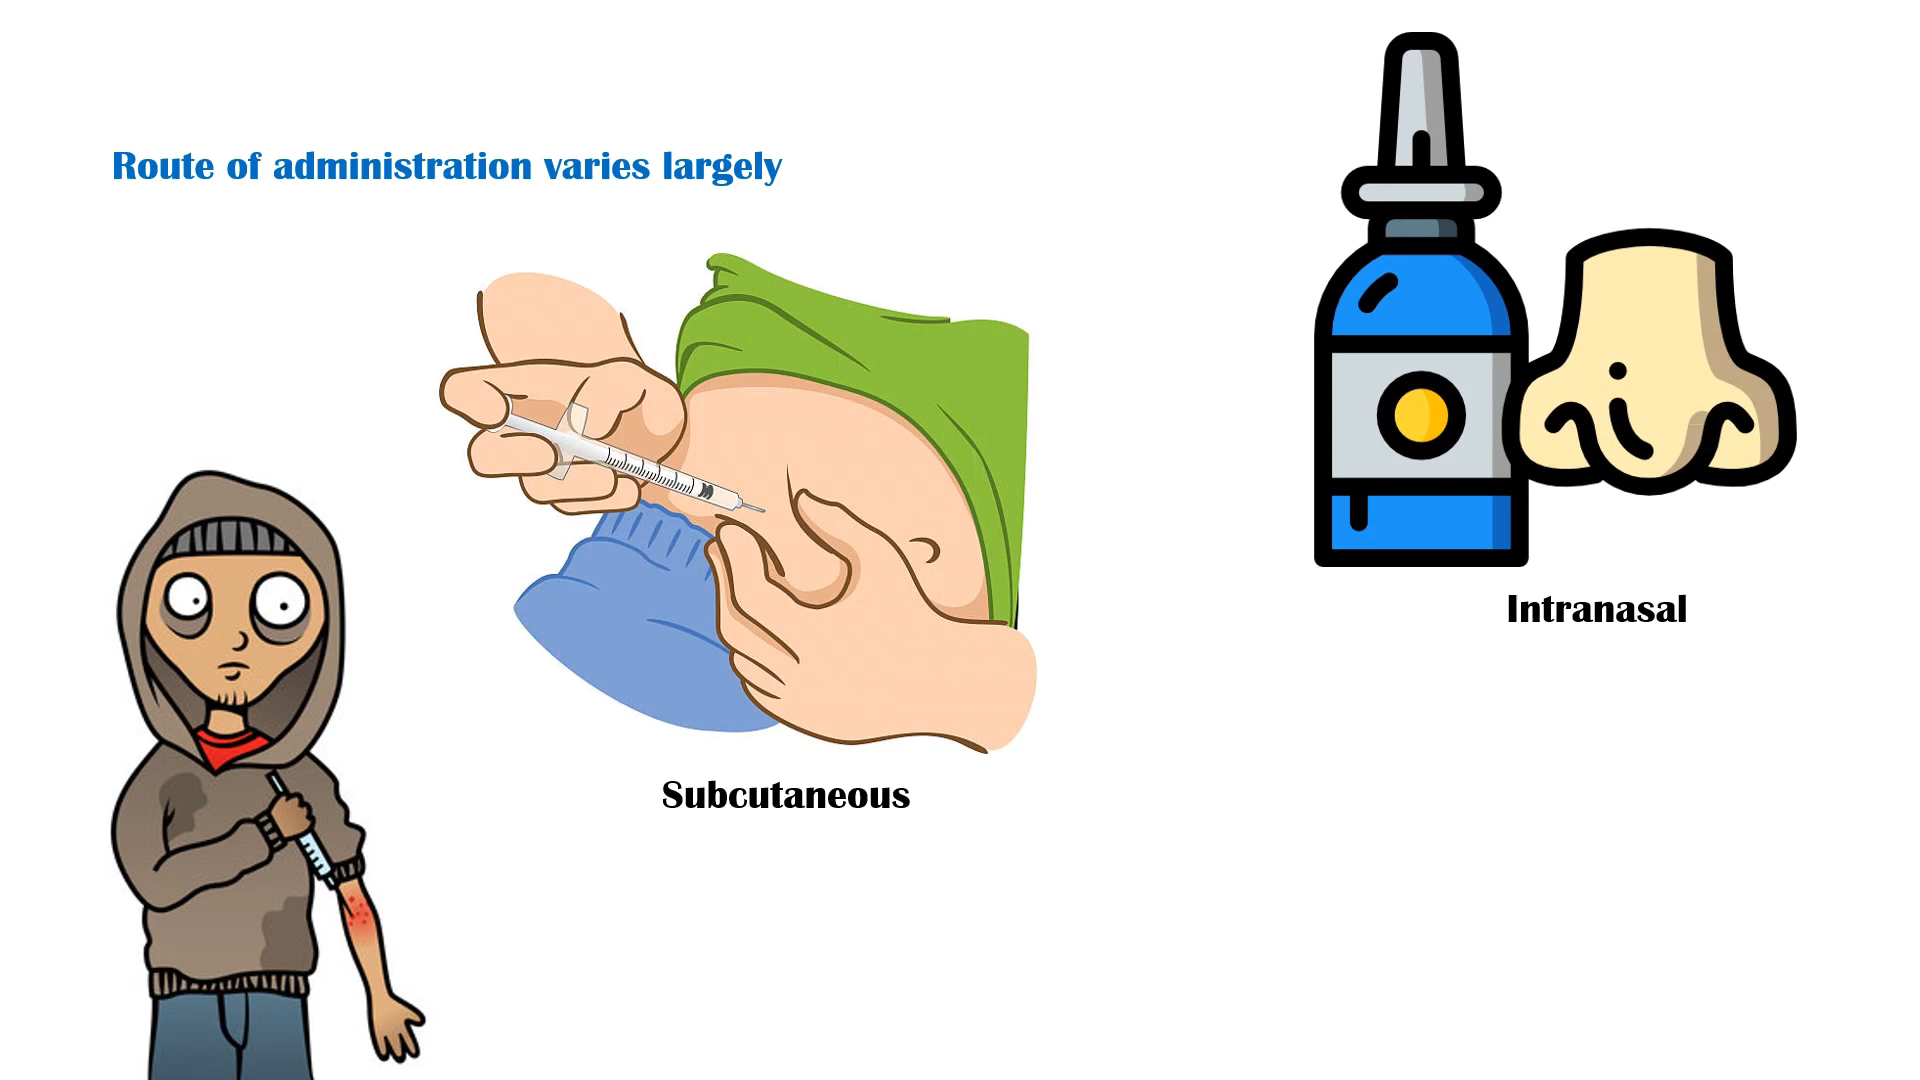 Route of administration varies largely
Intranasal
Subcutaneous